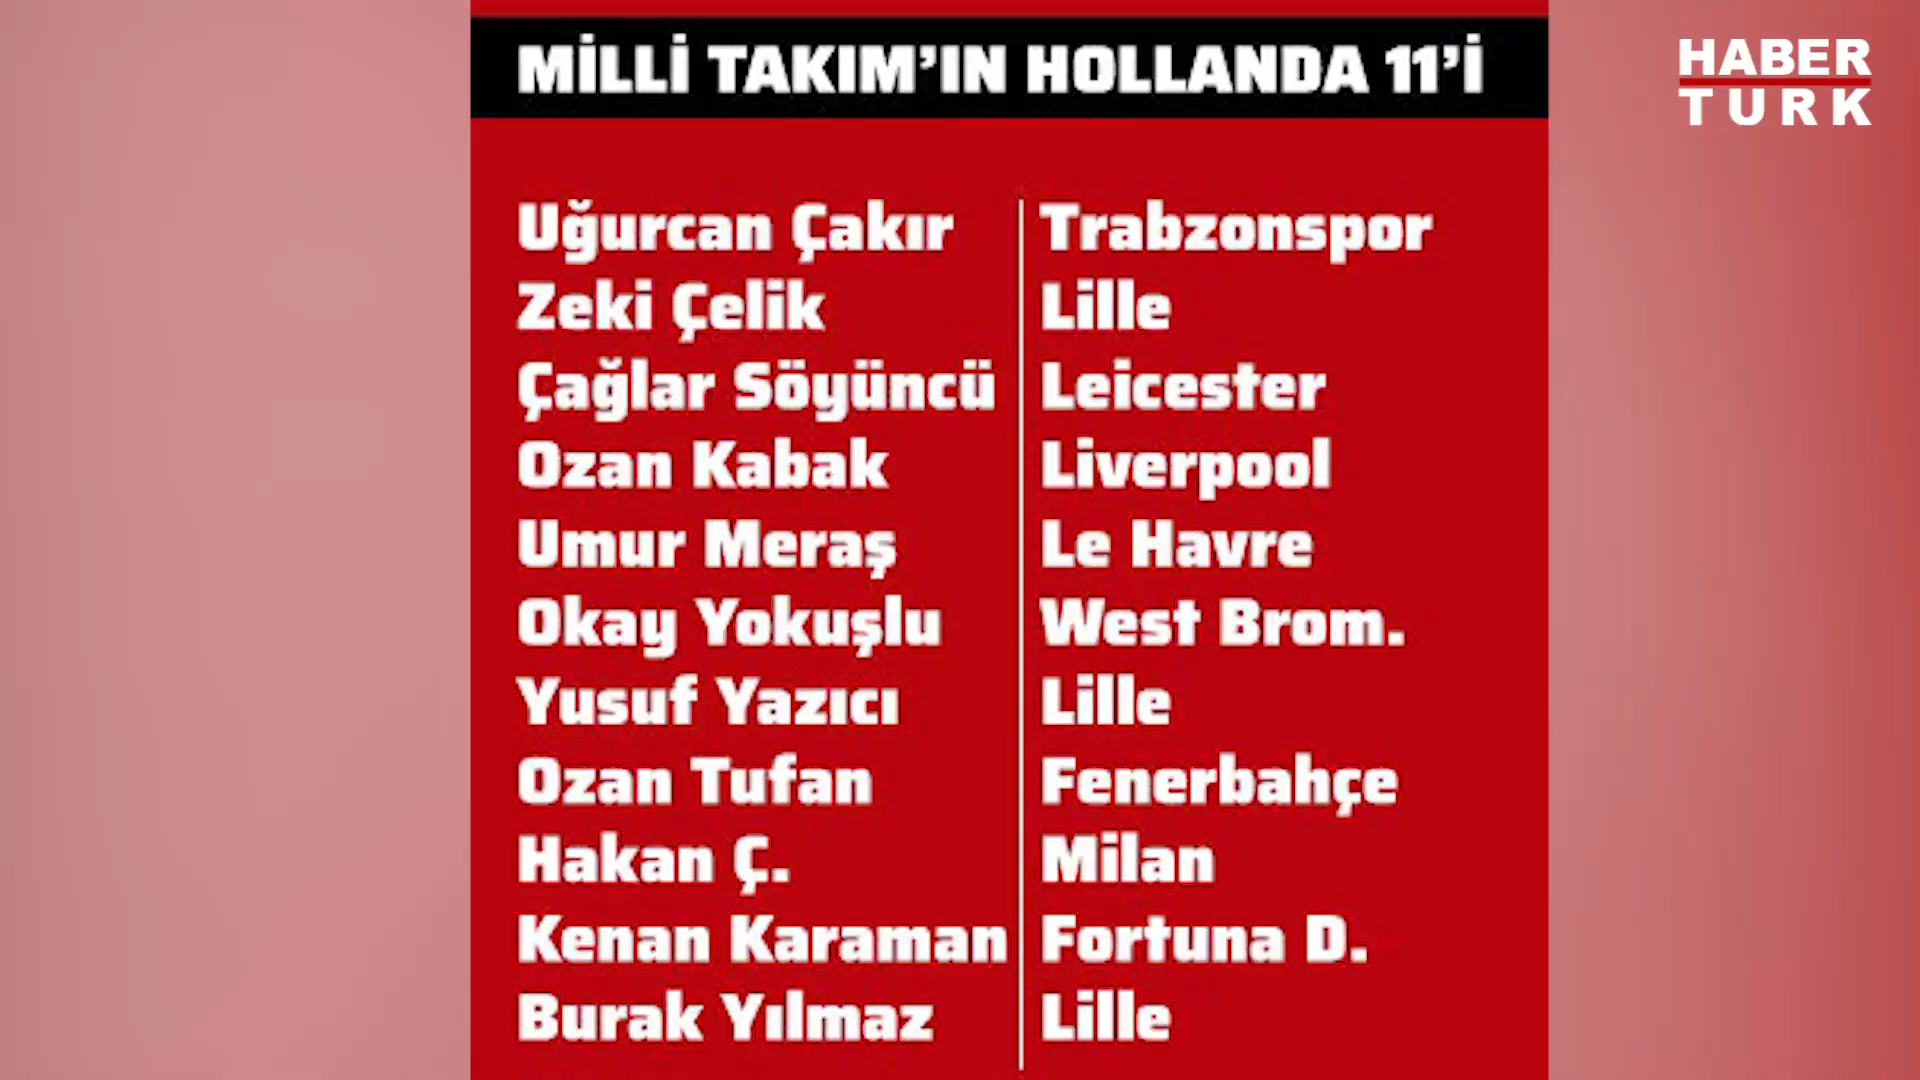 MİLLİ TAKIM’IN HOLLANDA 11’İ
HABER
TURK
Uğurcan Çakır Trabzonspor
Zeki Çelik Lille
Çağlar Söyüncü Leicester
Ozan Kabak Liverpool
Umur Meraş Le Havre
Okay Yokuşlu West Brom.
Yusuf Yazıcı Lille
Ozan Tufan Fenerbahçe
Hakan Ç. Milan
Kenan Karaman Fortuna D.
Burak Yılmaz Lille